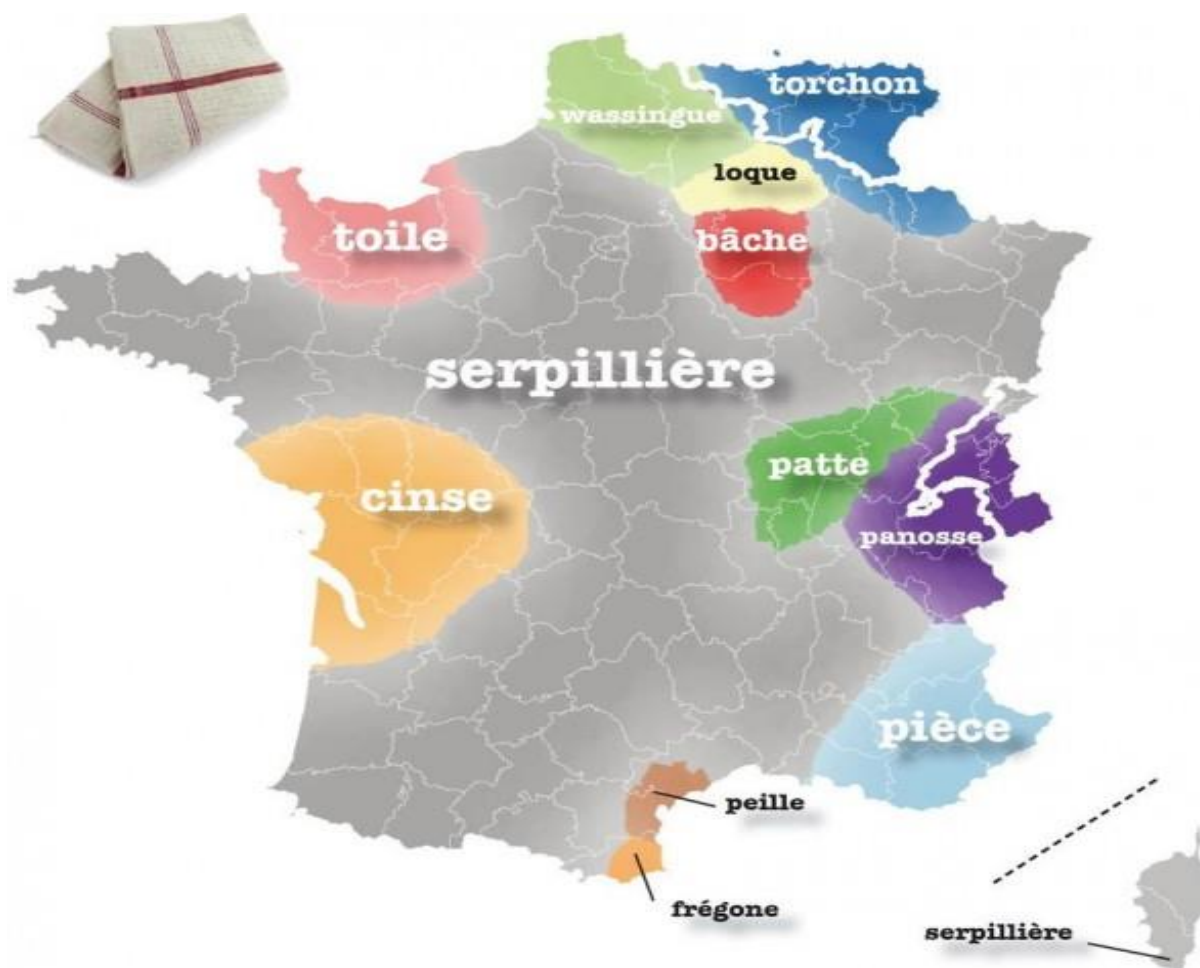 torchon
wassingue
loque
toile
bâche
serpillière
patte
cinse
panosse
pièce
peille
frégone
serpillière